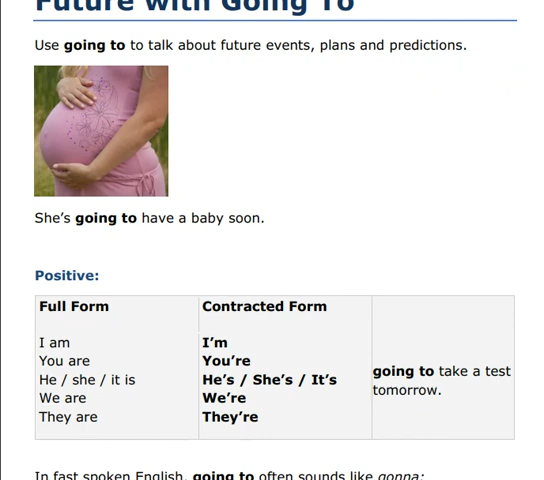 Future with Going To
Use going to to talk about future events, plans and predictions.
She's going to have a baby soon.
Positive:
Full Form
Contracted Form
I am
I'm
You are
You're
He / she / it is
He's / She's / It's
going to take a test
tomorrow.
We are
We're
They are
They're
In fast spoken English, going to often sounds like gonna: